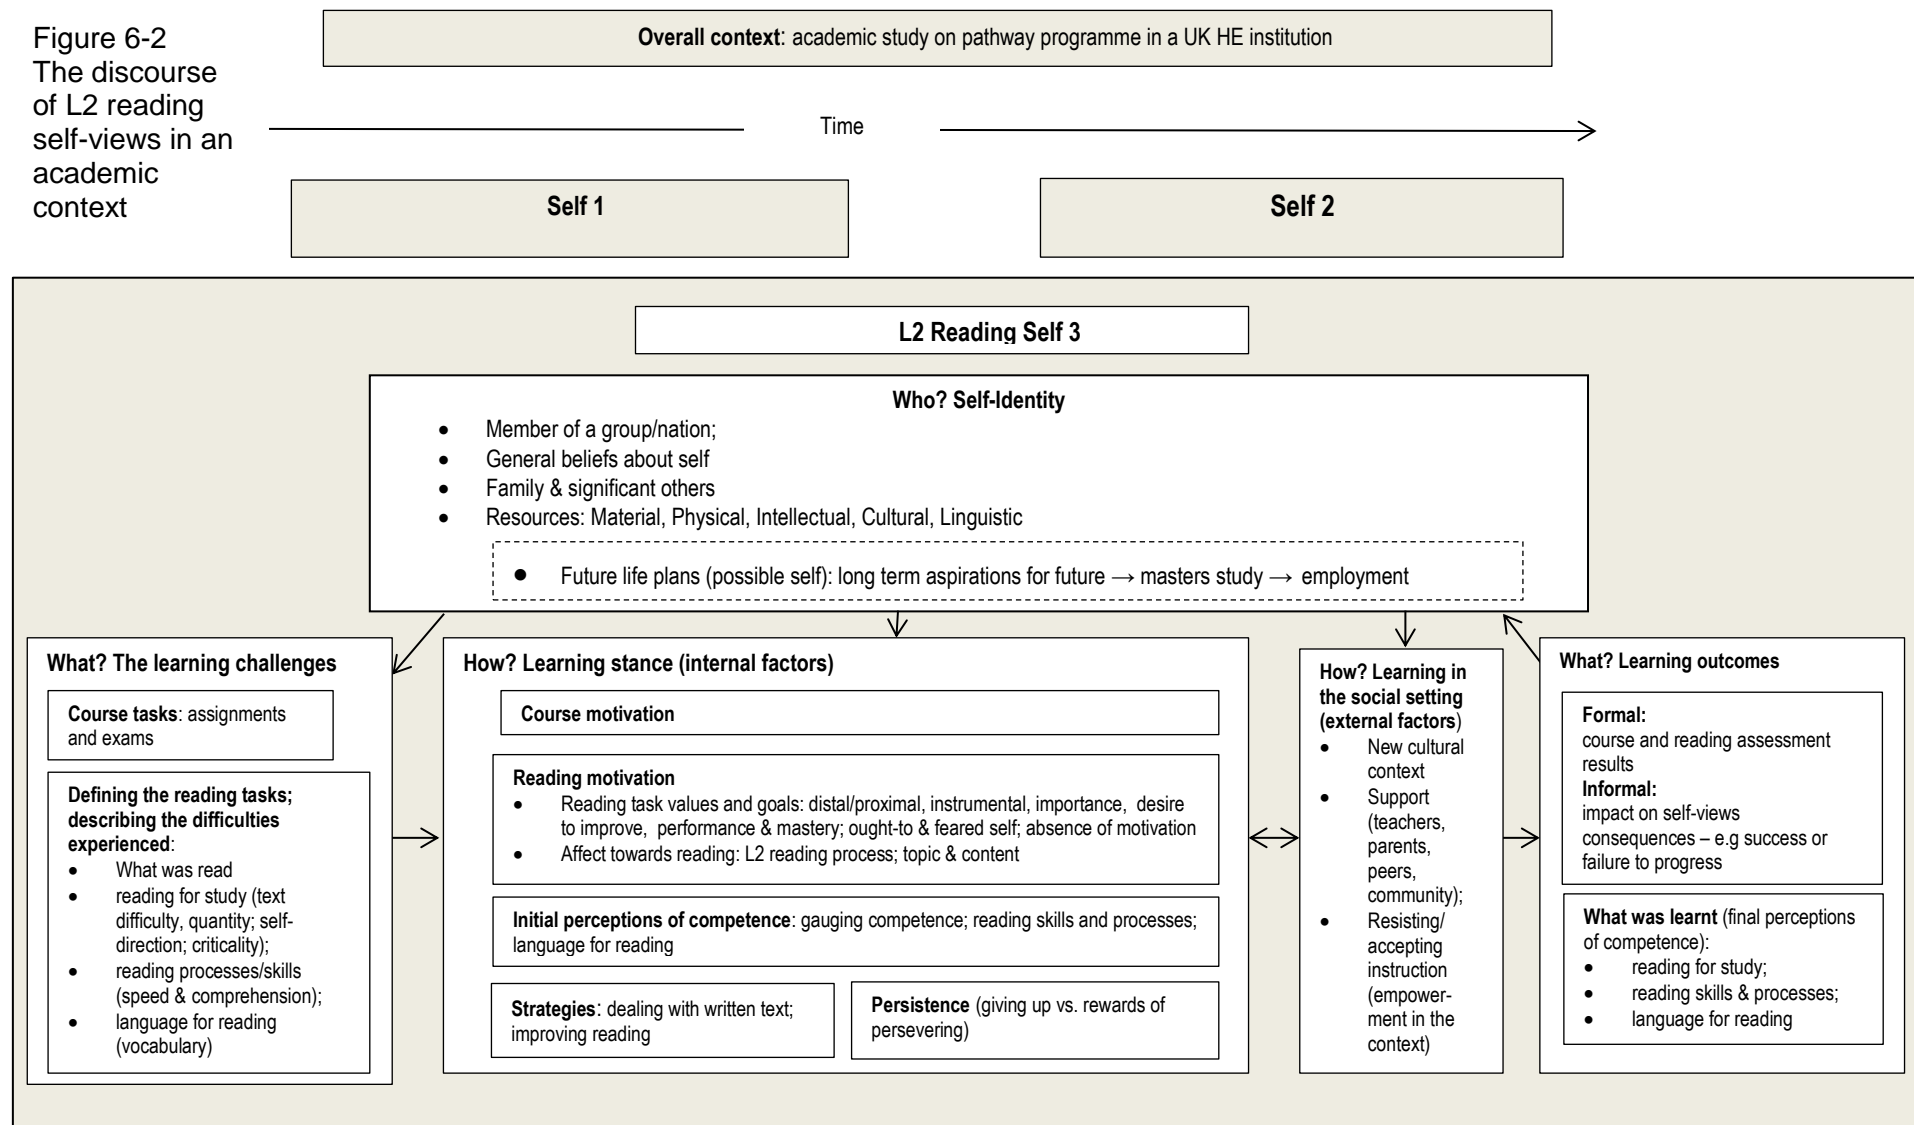 Figure 6-2
The discourse
of L2 reading
self-views in an
academic
context
Overall context: academic study on pathway programme in a UK HE institution
Time
Self 1
Self 2
L2 Reading Self 3
Who? Self-Identity
• Member of a group/nation;
• General beliefs about self
• Family & significant others
• Resources: Material, Physical, Intellectual, Cultural, Linguistic
• Future life plans (possible self): long term aspirations for future → masters study → employment
What? The learning challenges
Course tasks: assignments
and exams
Defining the reading tasks;
describing the difficulties
experienced:
• What was read
• reading for study (text
difficulty, quantity; self-
direction; criticality);
• reading processes/skills
(speed & comprehension);
• language for reading
(vocabulary)
How? Learning stance (internal factors)
Course motivation
Reading motivation
• Reading task values and goals: distal/proximal, instrumental, importance, desire
to improve, performance & mastery; ought-to & feared self; absence of motivation
• Affect towards reading: L2 reading process; topic & content
Initial perceptions of competence: gauging competence; reading skills and processes;
language for reading
Strategies: dealing with written text;
improving reading
Persistence (giving up vs. rewards of
persevering)
How? Learning in
the social setting
(external factors)
• New cultural
context
• Support
(teachers,
parents,
peers,
community);
• Resisting/
accepting
instruction
(empower-
ment in the
context)
What? Learning outcomes
Formal:
course and reading assessment
results
Informal:
impact on self-views
consequences – e.g success or
failure to progress
What was learnt (final perceptions
of competence):
• reading for study;
• reading skills & processes;
• language for reading